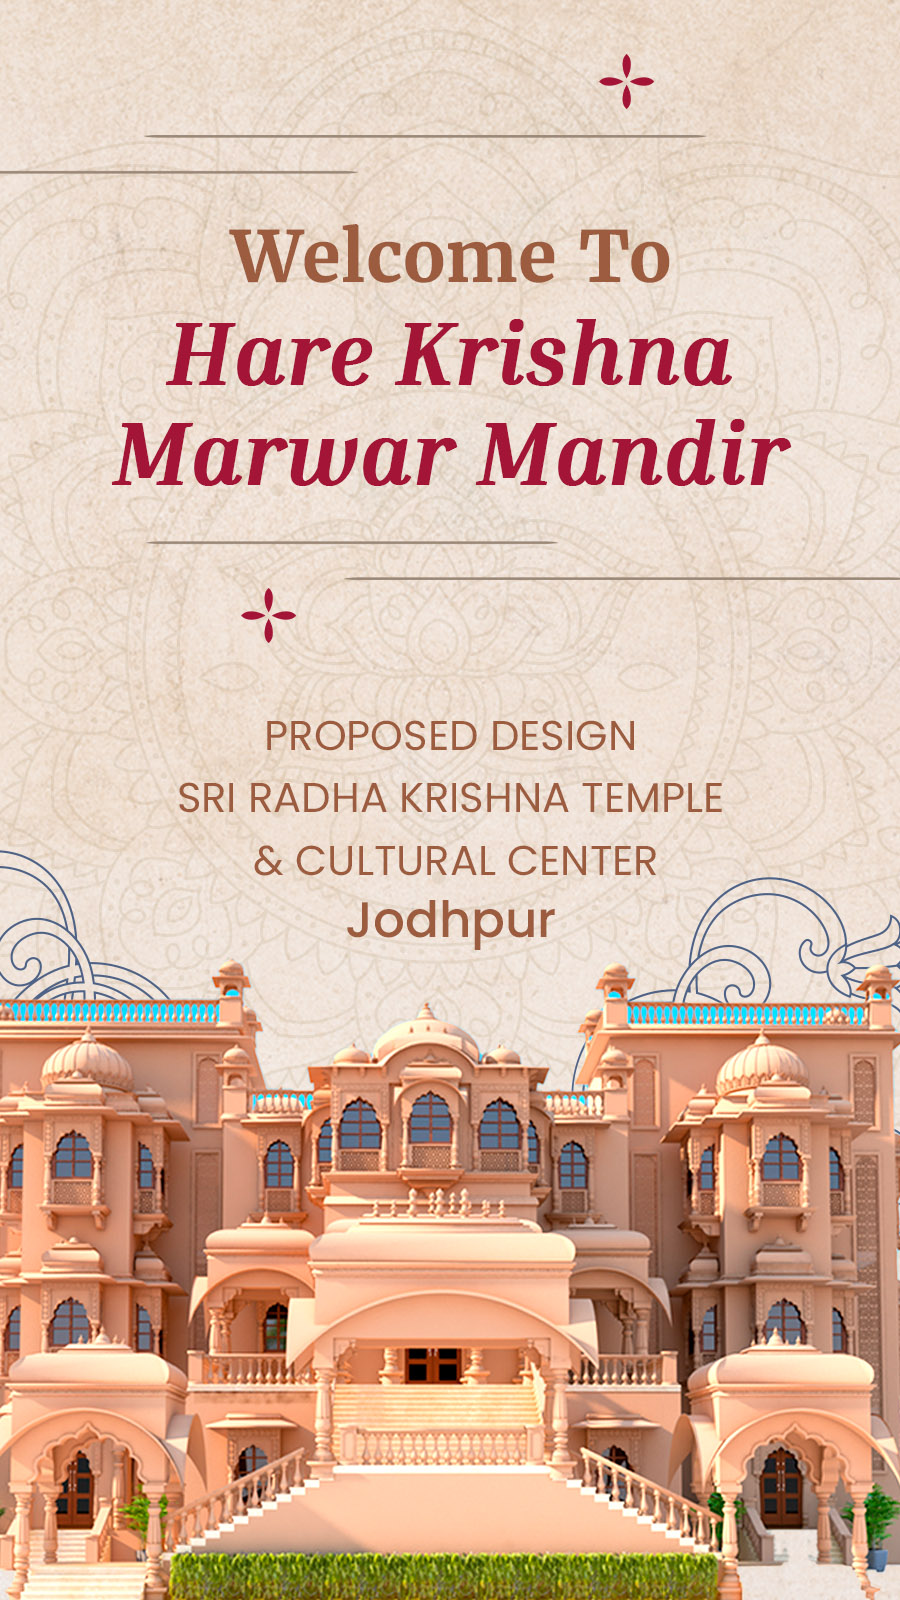 Welcome To
Hare Krishna
Marwar Mandir
PROPOSED DESIGN
SRI RADHA KRISHNA TEMPLE
& CULTURAL CENTER
Jodhpur